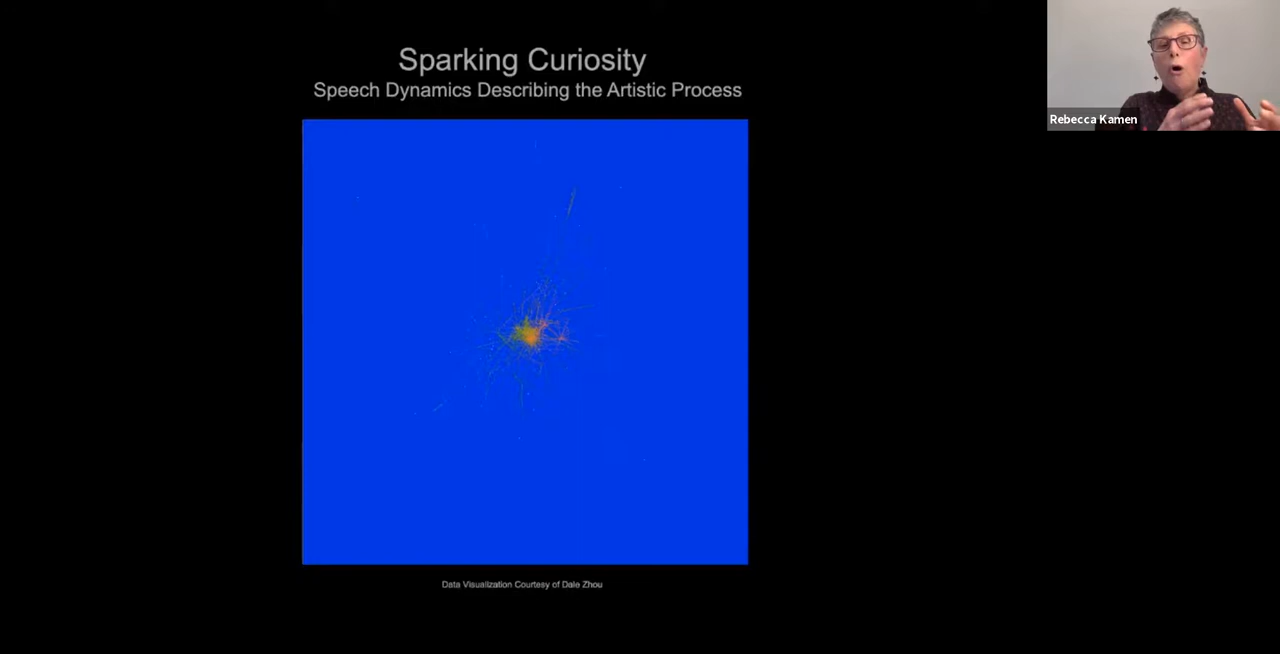 Sparking Curiosity
Speech Dynamics Describing the Artistic Process
Rebecca Kamen
Data Visualization Courtesy of Dale Zhou